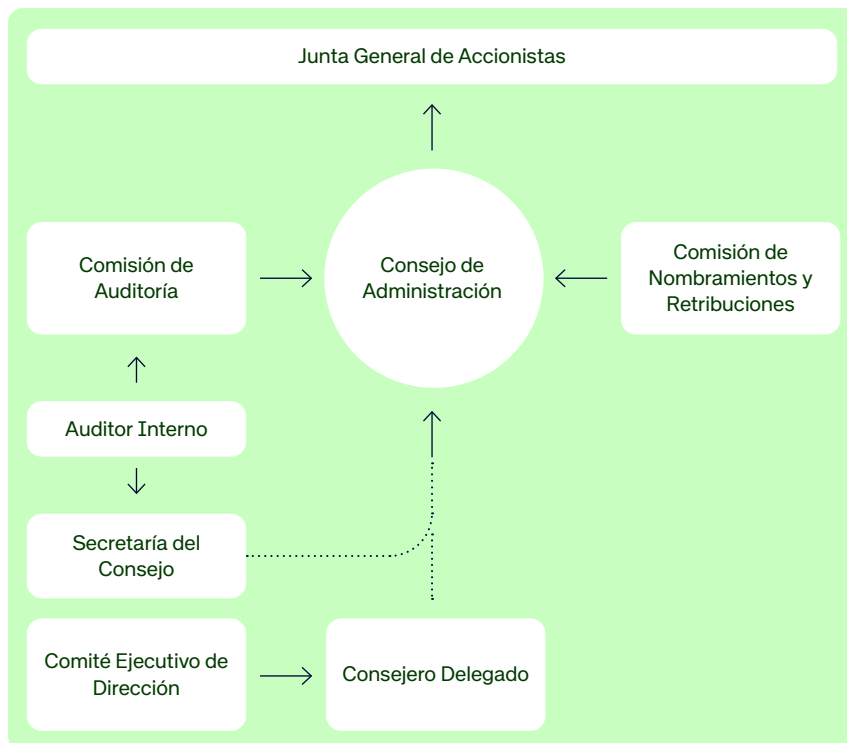 Junta General de Accionistas
Comisión de
Auditoría
Consejo de
Administración
Comisión de
Nombramientos y
Retribuciones
Auditor Interno
Secretaría del
Consejo
Comité Ejecutivo de
Dirección
Consejero Delegado